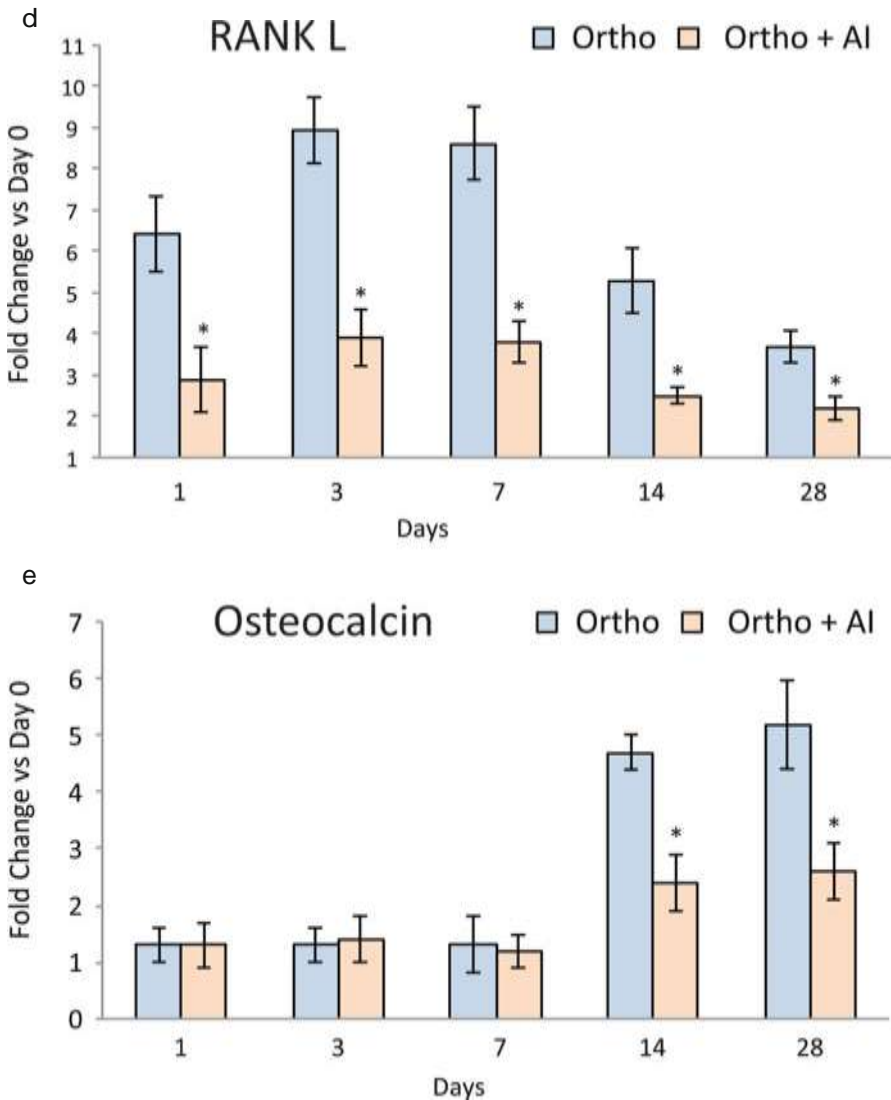 d
RANK L
Ortho
Ortho + AI
Fold Change vs Day 0
11
10
9
8
7
6
5
4
3
2
1
*
*
*
*
*
1 3 7 14 28
Days
e
Osteocalcin
Ortho
Ortho + AI
Fold Change vs Day 0
7
6
5
4
3
2
1
0
*
*
1 3 7 14 28
Days